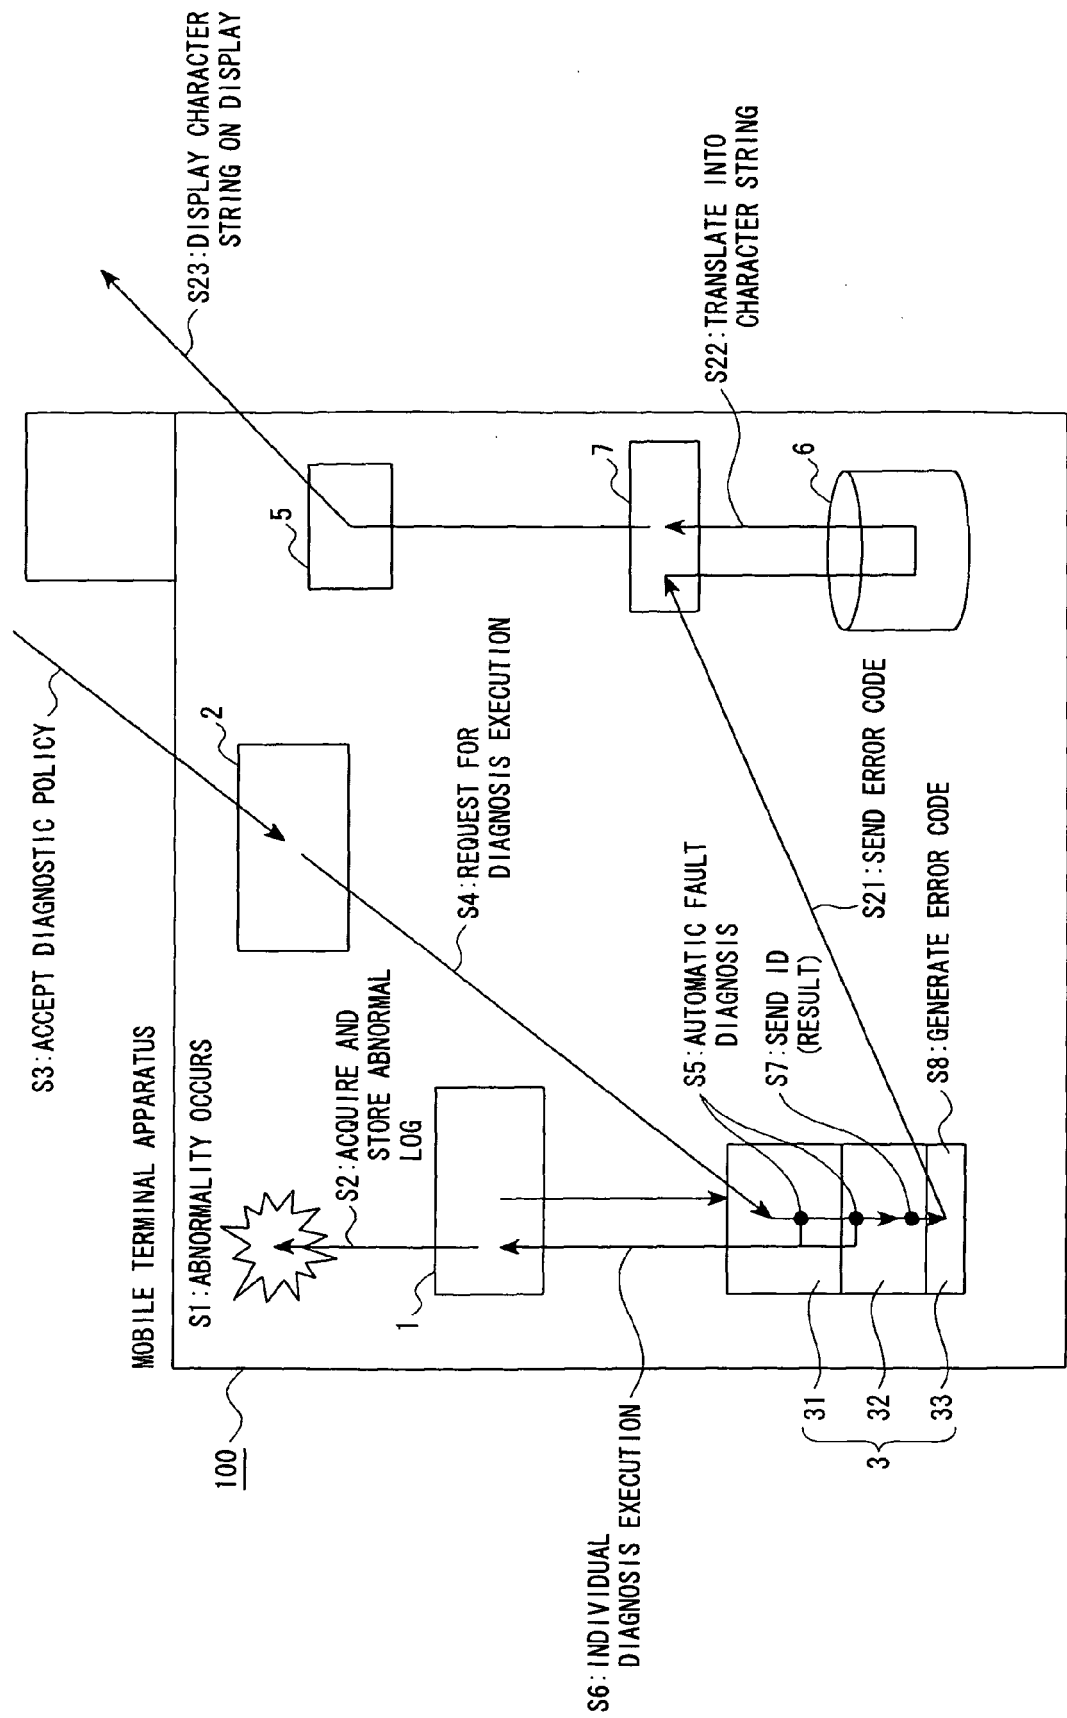 S3:ACCEPT DIAGNOSTIC POLICY
MOBILE TERMINAL APPARATUS
100
S1:ABNORMALITY OCCURS
S2:ACQUIRE AND
STORE ABNORMAL
LOG
1
2
S4:REQUEST FOR
DIAGNOSIS EXECUTION
5
S23:DISPLAY CHARACTER
STRING ON DISPLAY
S6:INDIVIDUAL
DIAGNOSIS EXECUTION
31
32
33
3
S5:AUTOMATIC FAULT
DIAGNOSIS
S7:SEND ID
(RESULT)
S8:GENERATE ERROR CODE
S21:SEND ERROR CODE
7
6
S22:TRANSLATE INTO
CHARACTER STRING